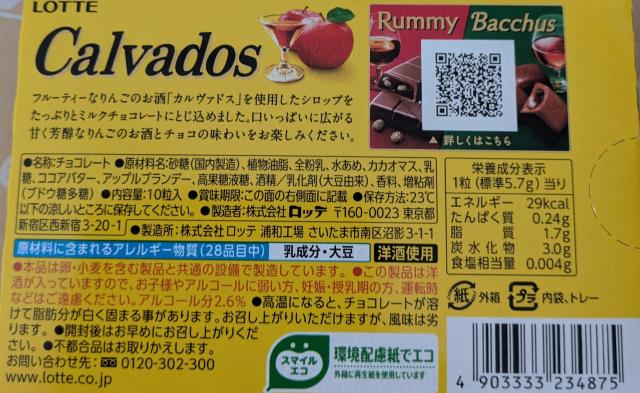 LOTTE
Calvados
Rummy Bacchus
フルーティーなりんごのお酒「カルヴァドス」を使用したシロップを
たっぷりとミルクチョコレートにとじ込めました。口いっぱいに広がる
甘く芳醇なりんごのお酒とチョコの味わいをお楽しみください。
▲詳しくはこちら
●名称:チョコレート ●原材料名:砂糖(国内製造)、植物油脂、全粉乳、水あめ、カカオマス、乳
糖、ココアバター、アップルブランデー、高果糖液糖、酒精/乳化剤(大豆由来)、香料、増粘剤
(ブドウ糖多糖) ●内容量:10粒入 ●賞味期限:この面の右側面に記載 ●保存方法:23℃
以下の涼しいところに保存してください。 ●製造者:株式会社 ロッテ 〒160-0023 東京都
新宿区西新宿3-20-1 ●製造所:株式会社ロッテ 浦和工場 さいたま市南区沼影3-1-1
栄養成分表示
1粒(標準5.7g)当り
エネルギー 29kcal
たんぱく質 0.24g
脂質 1.7g
炭水化物 3.0g
食塩相当量 0.004g
原材料に含まれるアレルギー物質(28品目中) 乳成分・大豆 洋酒使用
●本品は卵・小麦を含む製品と共通の設備で製造しています。 ●この製品は洋
酒が入っていますので、お子様やアルコールに弱い方、妊娠・授乳期の方、運転時
などはご遠慮ください。アルコール分2.6% ●高温になると、チョコレートが溶
けて脂肪分が白く固まる事があります。お召し上りいただけますが、風味は劣
ります。 ●開封後はお早めにお召し上がりくだ
さい。 ●不都合品はお取りかえします。
お問い合わせ先: 0120-302-300
www.lotte.co.jp
紙 外箱 プラ 内袋、トレー
スマイル
エコ
環境配慮紙でエコ
外箱に再生紙を使用しています
4 903333 234875